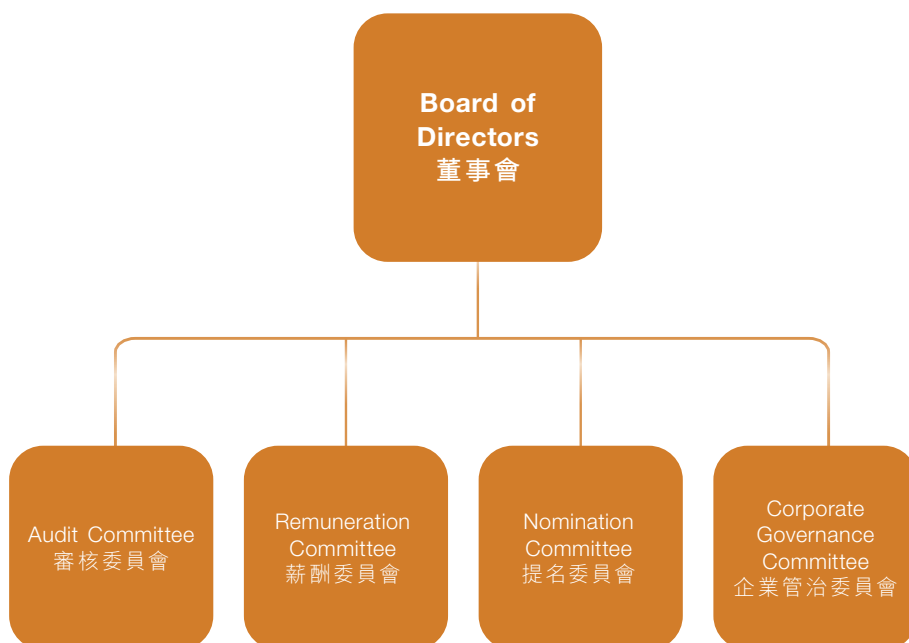 Board of
Directors
董事會
Audit Committee
審核委員會
Remuneration
Committee
薪酬委員會
Nomination
Committee
提名委員會
Corporate
Governance
Committee
企業管治委員會